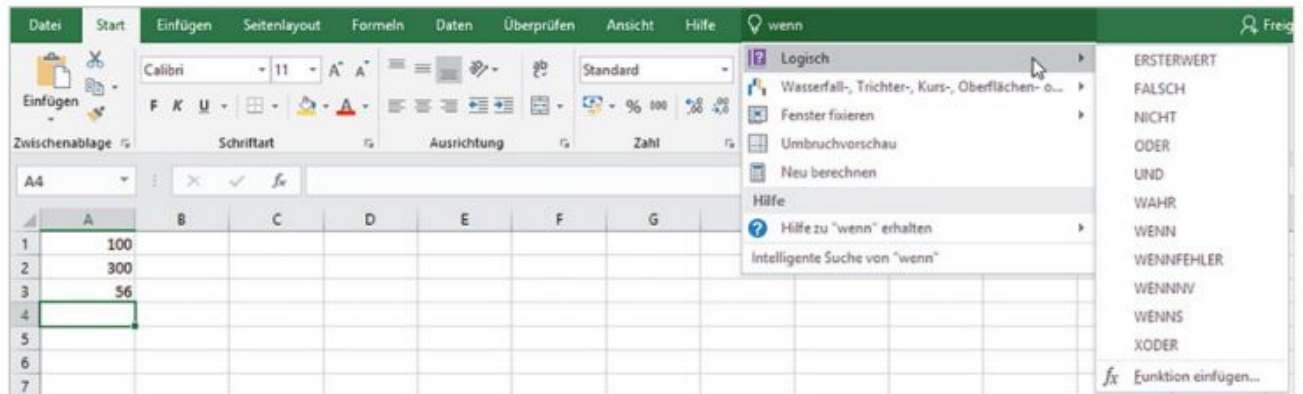 Datei Start Einfügen Seitenlayout Formeln Daten Überprüfen Ansicht Hilfe wenn
Einfügen
Calibri 11 A A
Standard
F K U A % 000
Zwischenablage Schriftart Ausrichtung Zahl
A4 fx
A B C D E F G
1 100
2 300
3 56
4
5
6
7
Logisch
Wasserfall-, Trichter-, Kurs-, Oberflächen- o...
Fenster fixieren
Umbruchvorschau
Neu berechnen
Hilfe
Hilfe zu "wenn" erhalten
Intelligente Suche von "wenn"
ERSTERWERT
FALSCH
NICHT
ODER
UND
WAHR
WENN
WENNFEHLER
WENNNV
WENNS
XODER
fx Funktion einfügen...